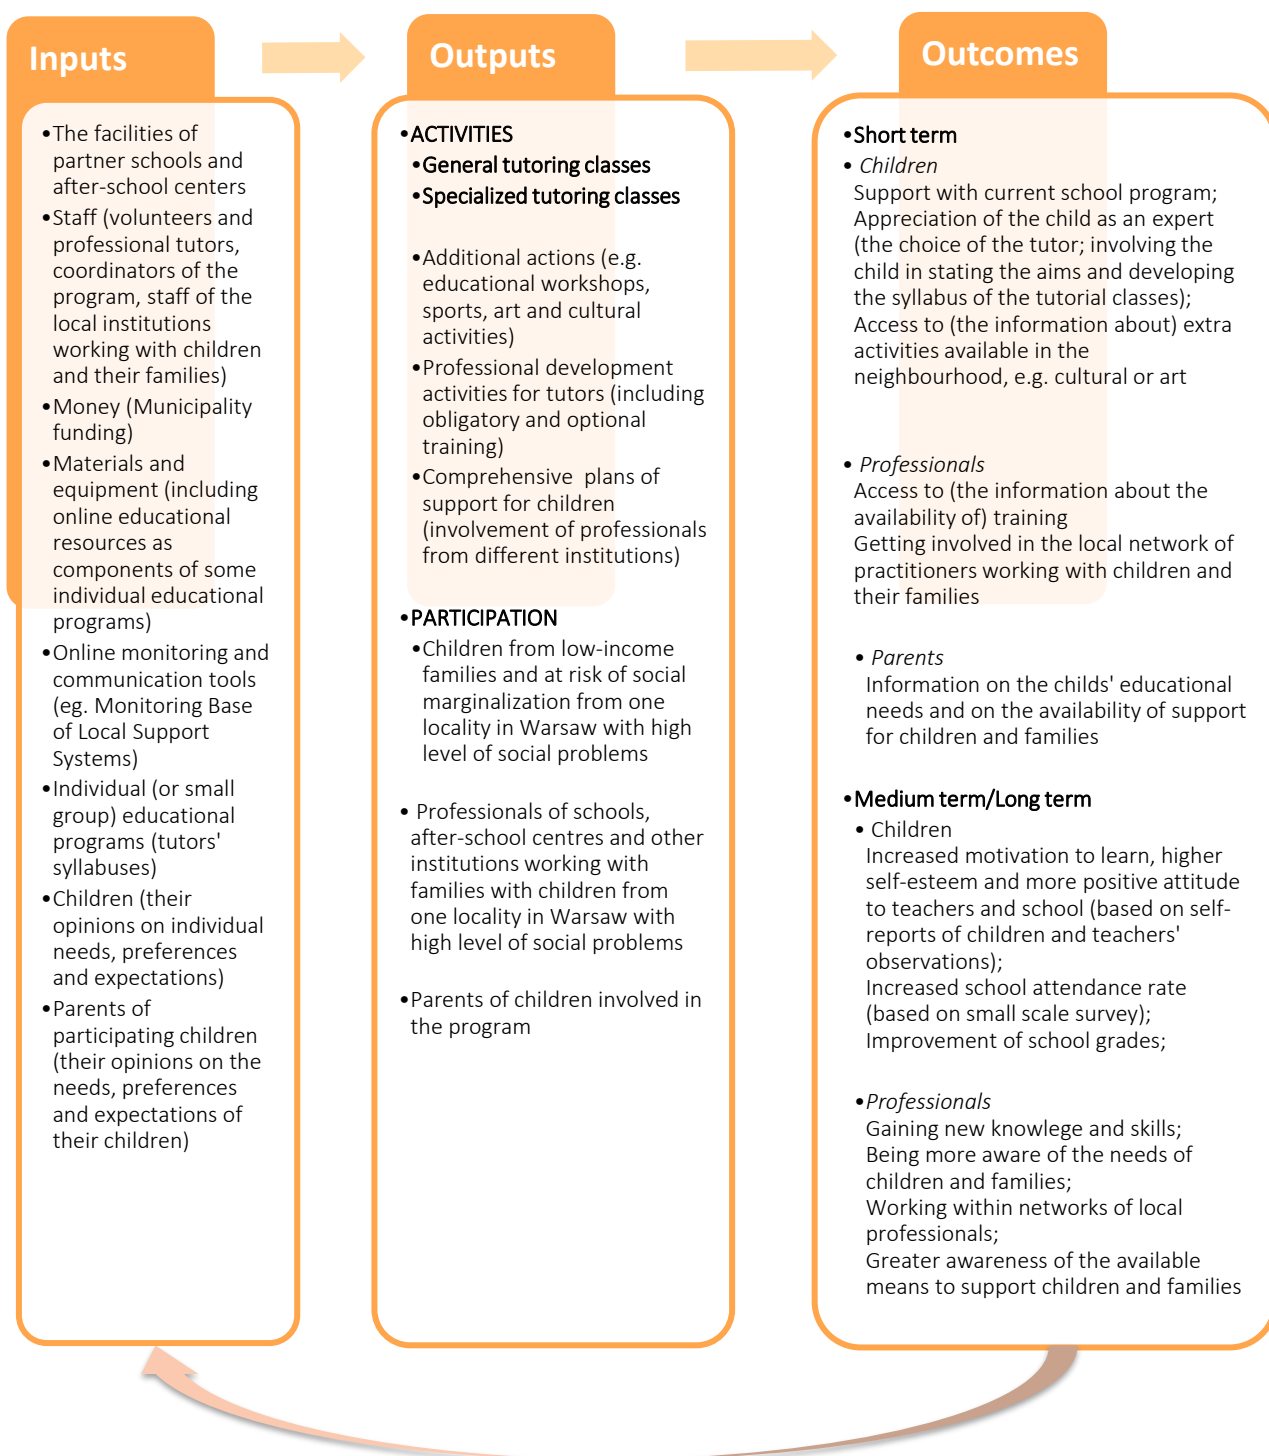 Inputs
•The facilities of
partner schools and
after-school centers
•Staff (volunteers and
professional tutors,
coordinators of the
program, staff of the
local institutions
working with children
and their families)
•Money (Municipality
funding)
•Materials and
equipment (including
online educational
resources as
components of some
individual educational
programs)
•Online monitoring and
communication tools
(eg. Monitoring Base
of Local Support
Systems)
•Individual (or small
group) educational
programs (tutors'
syllabuses)
•Children (their
opinions on individual
needs, preferences
and expectations)
•Parents of
participating children
(their opinions on the
needs, preferences
and expectations of
their children)
Outputs
•ACTIVITIES
•General tutoring classes
•Specialized tutoring classes
•Additional actions (e.g.
educational workshops,
sports, art and cultural
activities)
•Professional development
activities for tutors (including
obligatory and optional
training)
•Comprehensive plans of
support for children
(involvement of professionals
from different institutions)
•PARTICIPATION
•Children from low-income
families and at risk of social
marginalization from one
locality in Warsaw with high
level of social problems
• Professionals of schools,
after-school centres and other
institutions working with
families with children from
one locality in Warsaw with
high level of social problems
•Parents of children involved in
the program
Outcomes
•Short term
• Children
Support with current school program;
Appreciation of the child as an expert
(the choice of the tutor; involving the
child in stating the aims and developing
the syllabus of the tutorial classes);
Access to (the information about) extra
activities available in the
neighbourhood, e.g. cultural or art
• Professionals
Access to (the information about the
availability of) training
Getting involved in the local network of
practitioners working with children and
their families
• Parents
Information on the childs' educational
needs and on the availability of support
for children and families
•Medium term/Long term
• Children
Increased motivation to learn, higher
self-esteem and more positive attitude
to teachers and school (based on self-
reports of children and teachers'
observations);
Increased school attendance rate
(based on small scale survey);
Improvement of school grades;
•Professionals
Gaining new knowlege and skills;
Being more aware of the needs of
children and families;
Working within networks of local
professionals;
Greater awareness of the available
means to support children and families